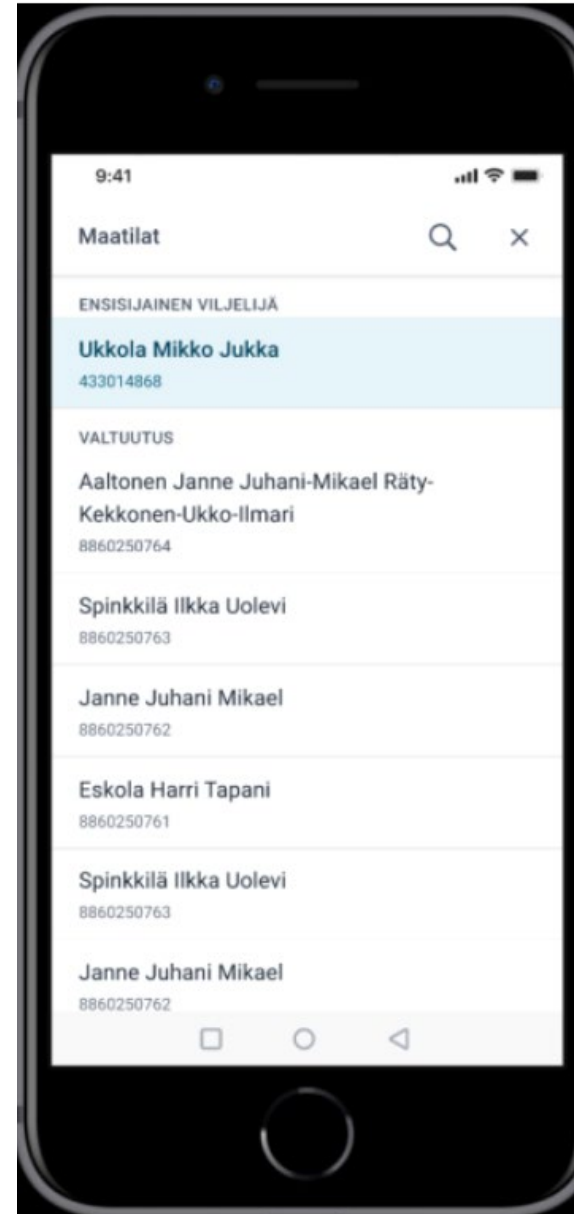 9:41
Maatilat
ENSISIJAINEN VILJELIJÄ
Ukkola Mikko Jukka
433014868
VALTUUTUS
Aaltonen Janne Juhani-Mikael Räty-
Kekkonen-Ukko-Ilmari
8860250764
Spinkkilä Ilkka Uolevi
8860250763
Janne Juhani Mikael
8860250762
Eskola Harri Tapani
8860250761
Spinkkilä Ilkka Uolevi
8860250763
Janne Juhani Mikael
8860250762